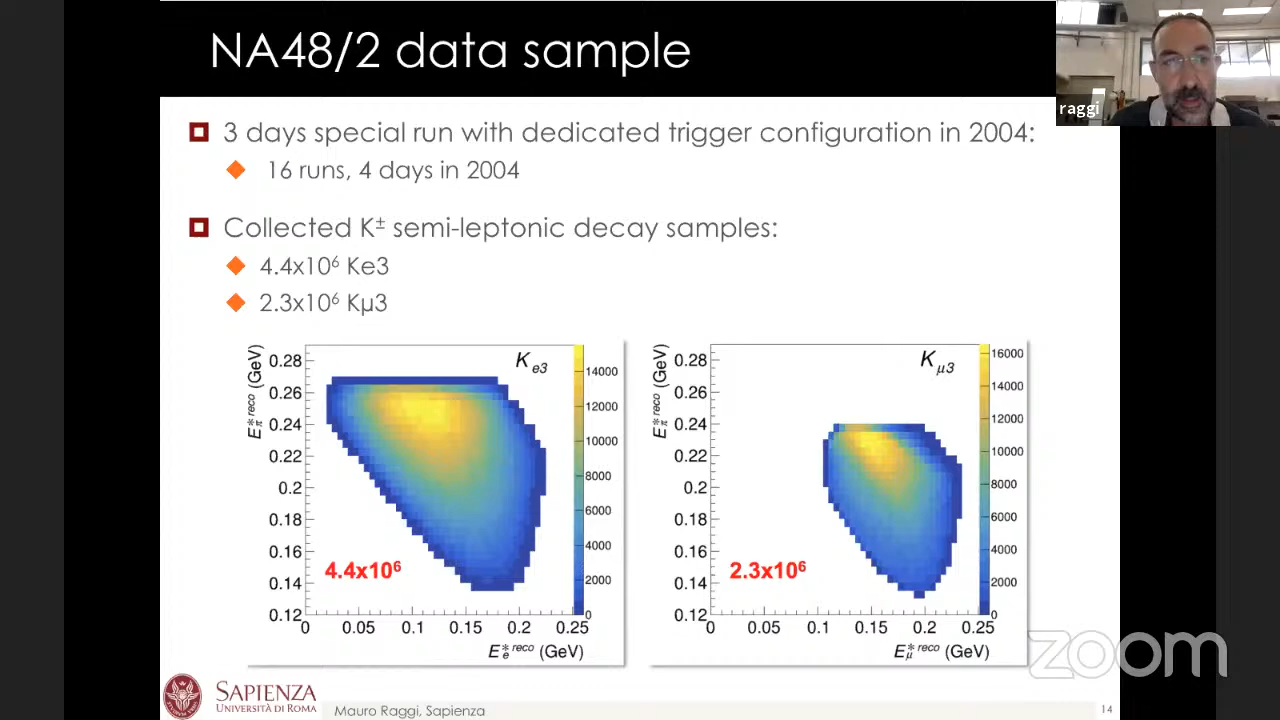 NA48/2 data sample
raggi
3 days special run with dedicated trigger configuration in 2004:
16 runs, 4 days in 2004
Collected K± semi-leptonic decay samples:
4.4x10⁶ Ke3
2.3x10⁶ Kμ3
E*π reco (GeV)
0.28
0.26
0.24
0.22
0.2
0.18
0.16
0.14
0.12
K e3
4.4x10⁶
14000
12000
10000
8000
6000
4000
2000
0
0 0.05 0.1 0.15 0.2 0.25
E*e reco (GeV)
E*π reco (GeV)
0.28
0.26
0.24
0.22
0.2
0.18
0.16
0.14
0.12
K μ3
2.3x10⁶
16000
14000
12000
10000
8000
6000
4000
2000
0
0 0.05 0.1 0.15 0.2 0.25
E*μ reco (GeV)
zoom
SAPIENZA
UNIVERSITÀ DI ROMA
Mauro Raggi, Sapienza
14